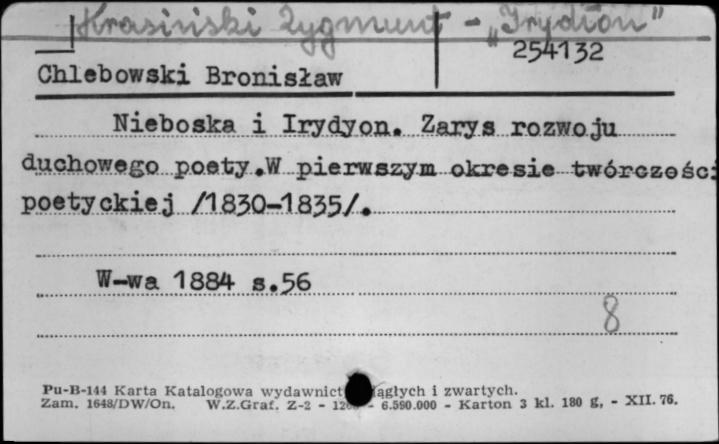 Krasiński Zygmunt - "Irydion"
254132
Chlebowski Bronisław
Nieboska i Irydyon. Zarys rozwoju
duchowego poety.W pierwszym okresie twórczości
poetyckiej /1830-1835/.
W-wa 1884 s.56
8
Pu-B-144 Karta Katalogowa wydawnict ągłych i zwartych.
Zam. 1648/DW/On. W.Z.Graf. Z-2 - - 6.590.000 - Karton 3 kl. 180 g, - XII. 76.